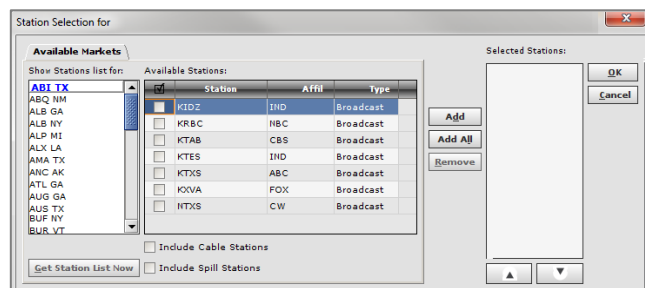 Station Selection for
Available Markets
Selected Stations:
Show Stations list for:
Available Stations:
OK
Cancel
ABI TX
ABQ NM
ALB GA
ALB NY
ALP MI
ALX LA
AMA TX
ANC AK
ATL GA
AUG GA
AUS TX
BUF NY
BUR VT
Station Affil Type
KIDZ IND Broadcast
KRBC NBC Broadcast
KTAB CBS Broadcast
KTES IND Broadcast
KTXS ABC Broadcast
KXVA FOX Broadcast
NTXS CW Broadcast
Add
Add All
Remove
Include Cable Stations
Get Station List Now
Include Spill Stations